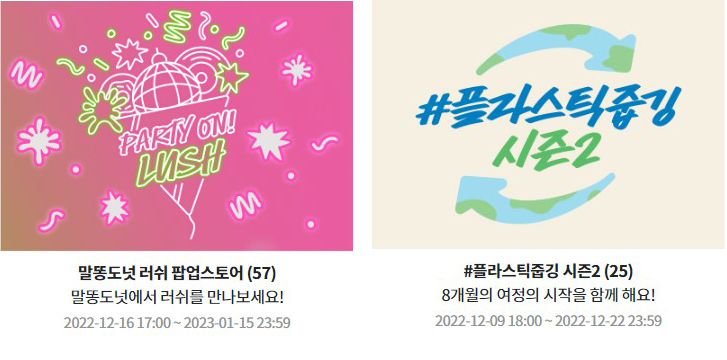 PARTY ON!
LUSH
말똥도넛 러쉬 팝업스토어 (57)
말똥도넛에서 러쉬를 만나보세요!
2022-12-16 17:00 ~ 2023-01-15 23:59
#플라스틱줍깅
시즌2
#플라스틱줍깅 시즌2 (25)
8개월의 여정의 시작을 함께 해요!
2022-12-09 18:00 ~ 2022-12-22 23:59